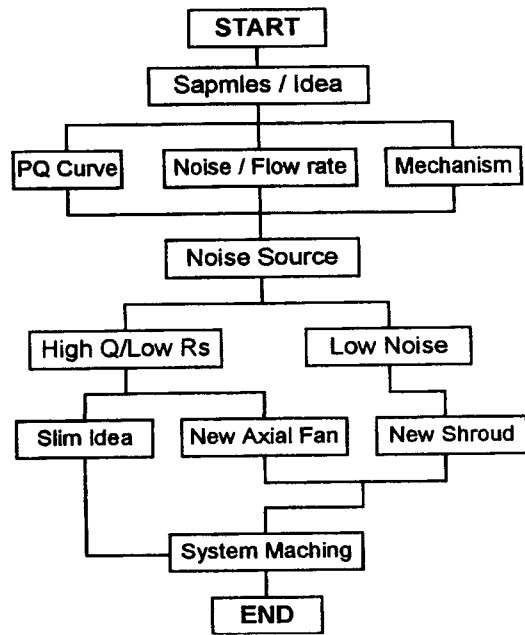 START
Sapmles / Idea
PQ Curve
Noise / Flow rate
Mechanism
Noise Source
High Q/Low Rs
Low Noise
Slim Idea
New Axial Fan
New Shroud
System Maching
END